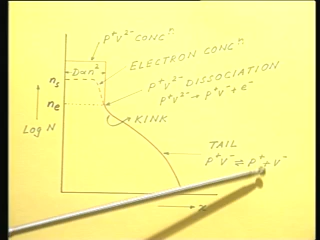 P⁺V²⁻ CONCⁿ
D∝n²
ELECTRON CONCⁿ
nₛ
P⁺V²⁻ DISSOCIATION
P⁺V²⁻ → P⁺V⁻ + e⁻
nₑ
KINK
Log N
TAIL
P⁺V⁻ ⇌ P⁺ + V⁻
x